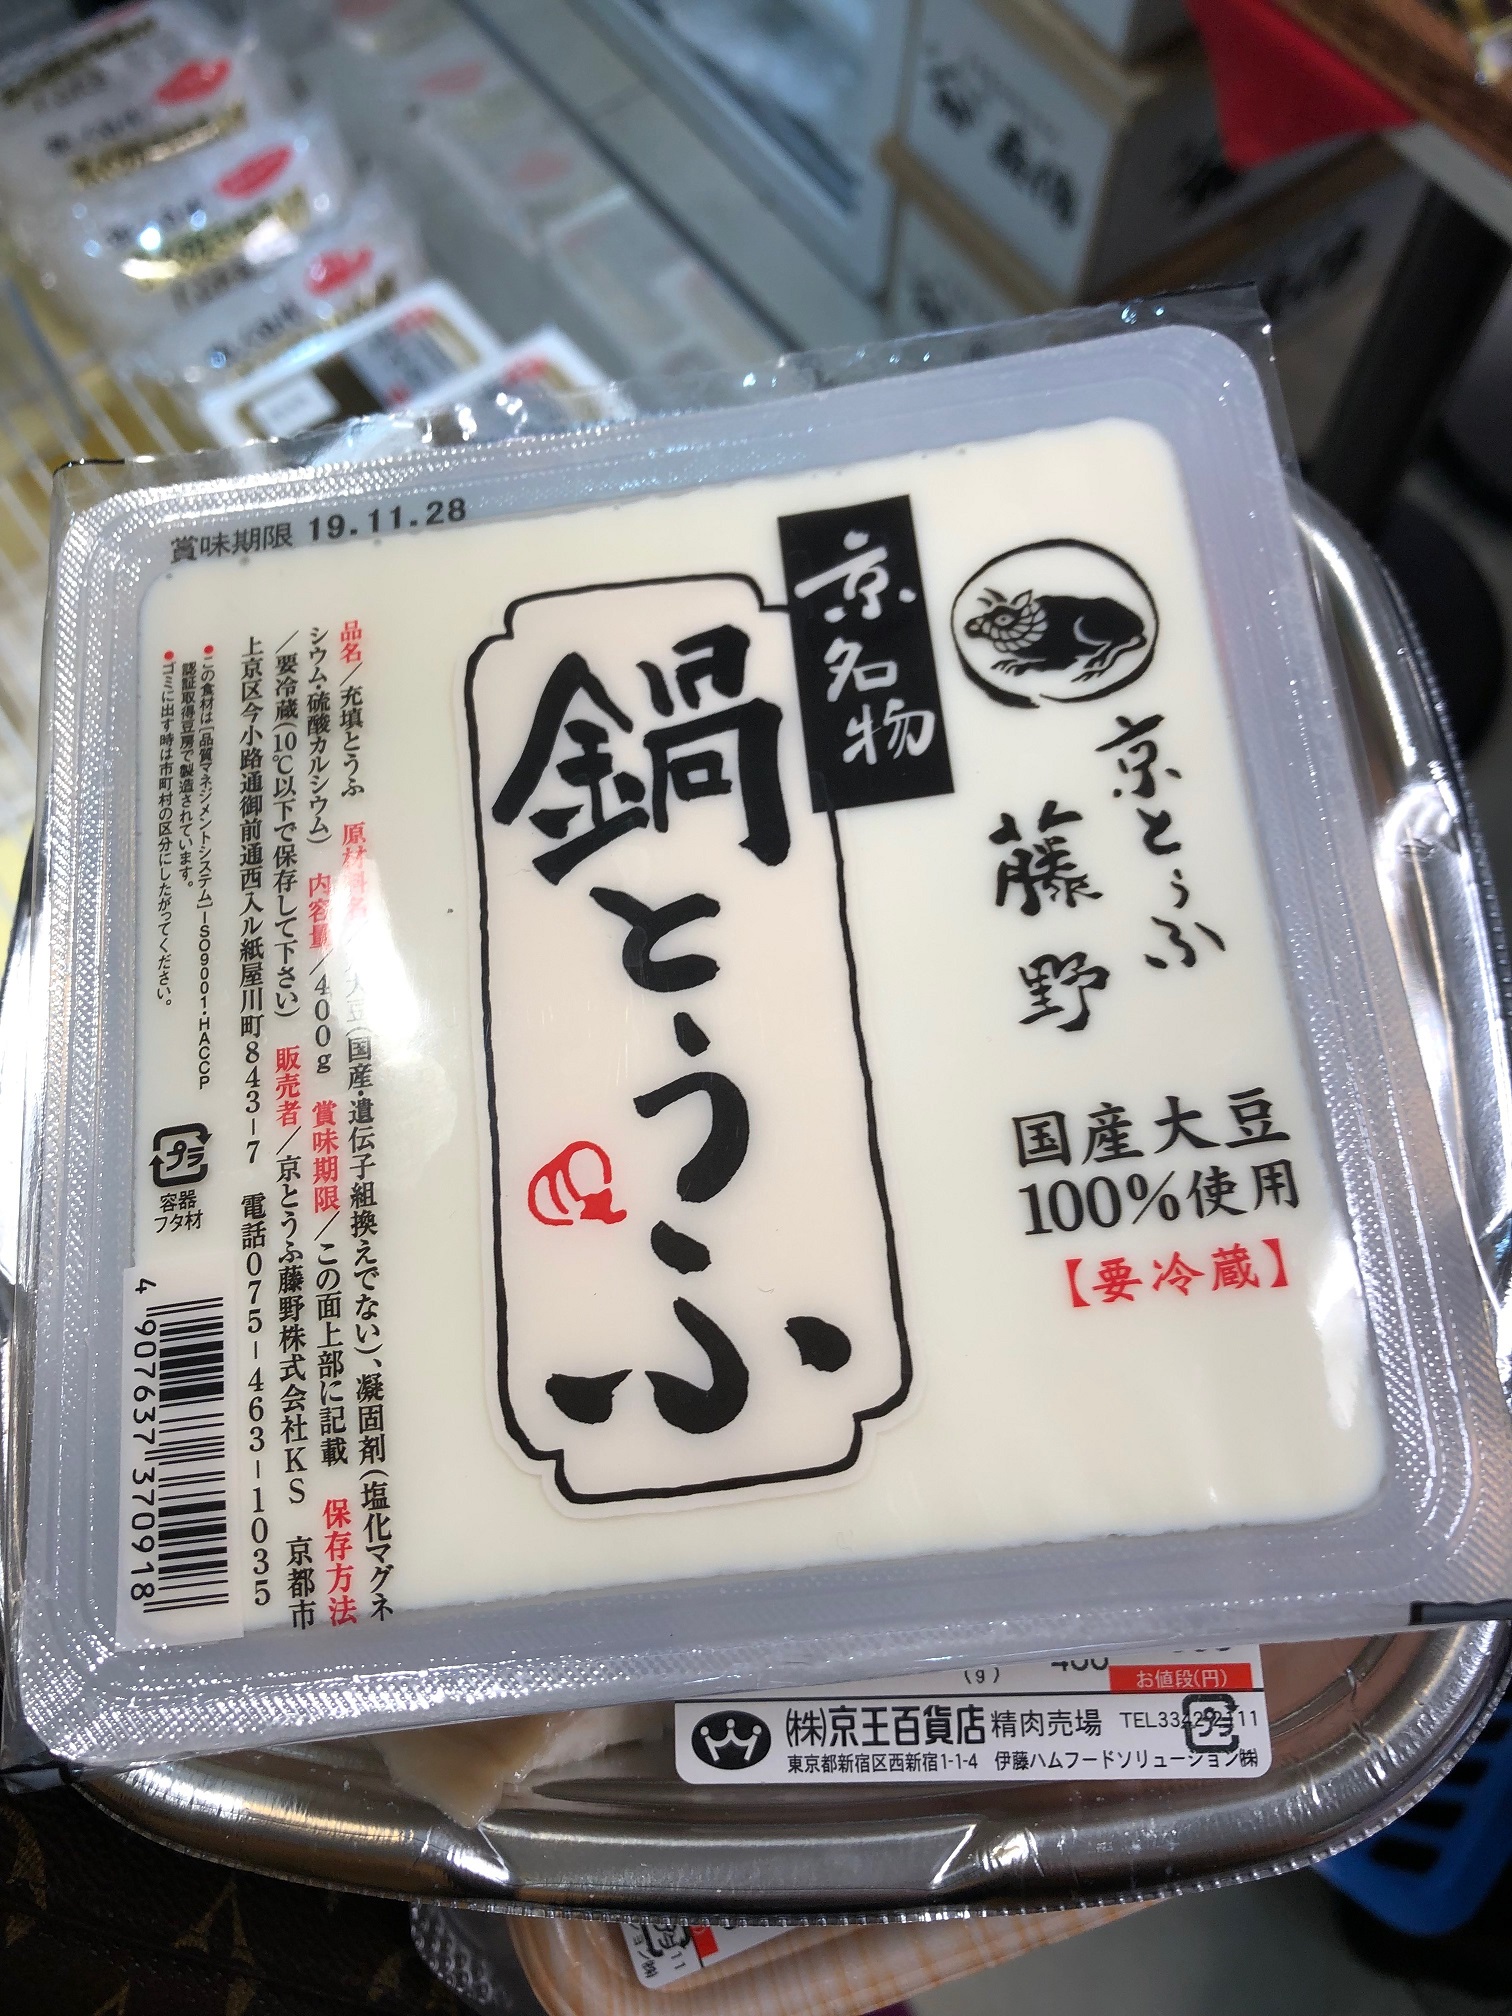 賞味期限 19.11.28
京とうふ
藤野
国産大豆
100%使用
【要冷蔵】
京名物
鍋とうふ
品名/充填とうふ 原材料名/大豆(国産・遺伝子組換えでない)、凝固剤(塩化マグネ
シウム・硫酸カルシウム) 内容量/400g 賞味期限/この面上部に記載 保存方法
/要冷蔵(10℃以下で保存して下さい) 販売者/京とうふ藤野株式会社KS 京都市
上京区今小路通御前通西入ル紙屋川町843-7 電話075-463-1035
●この食材は「品質マネジメントシステム」-ISO9001・HACCP
認証取得豆房で製造されています。
●ゴミに出す時は市町村の区分にしたがってください。
プラ
容器
フタ材
4 907637 370918
(g)
お値段(円)
(株)京王百貨店 精肉売場
東京都新宿区西新宿1-1-4 伊藤ハムフードソリューション㈱
プラ